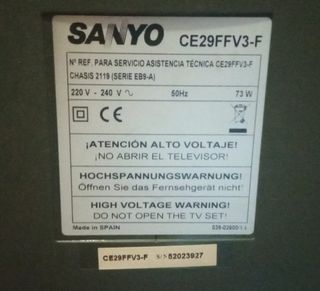 SANYO CE29FFV3-F
Nº REF. PARA SERVICIO ASISTENCIA TÉCNICA CE29FFV3-F
CHASIS 2119 (SERIE EB9-A)
220 V - 240 V ~ 50Hz 73 W
CE
¡ATENCIÓN ALTO VOLTAJE!
¡NO ABRIR EL TELEVISOR!
HOCHSPANNUNGSWARNUNG!
Öffnen Sie das Fernsehgerät nicht!
HIGH VOLTAGE WARNING!
DO NOT OPEN THE TV SET!
Made in SPAIN
CE29FFV3-F S/N 52023927